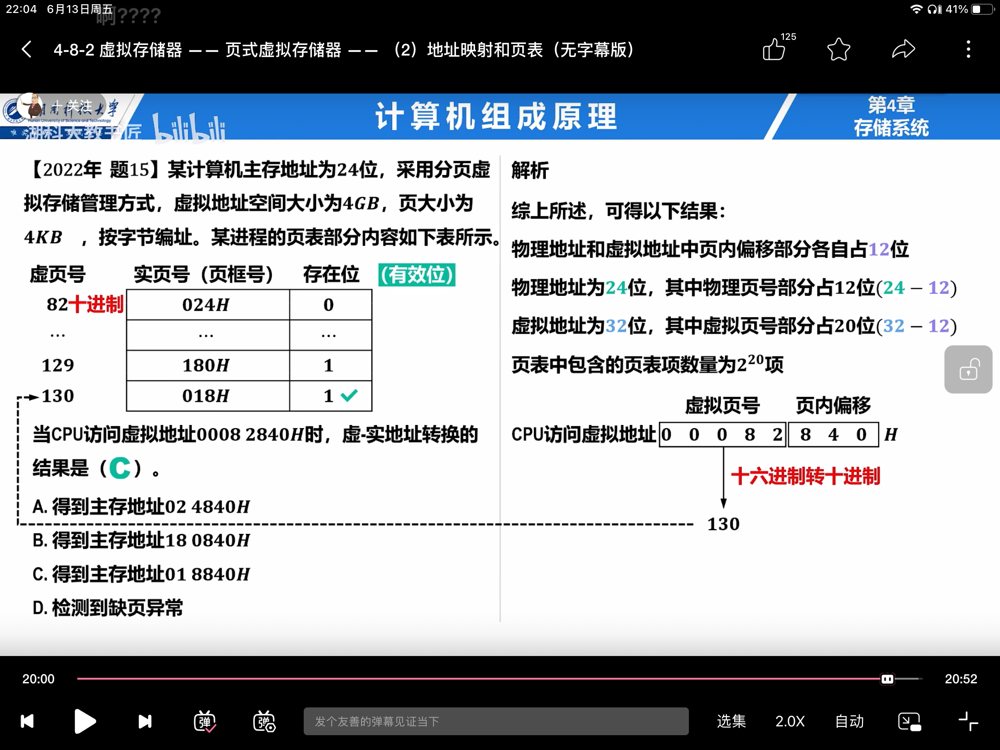 22:04 6月13日周五
啊????
41%
4-8-2 虚拟存储器 —— 页式虚拟存储器 —— （2）地址映射和页表（无字幕版）
125
+ 关注
Hunan University of Science and Technology
湖科大教书匠 bilibili
计算机组成原理
第4章
存储系统
【2022年 题15】某计算机主存地址为24位，采用分页虚
拟存储管理方式，虚拟地址空间大小为4GB，页大小为
4KB ，按字节编址。某进程的页表部分内容如下表所示。
虚页号 实页号（页框号） 存在位 (有效位)
82十进制 024H 0
… … …
129 180H 1
130 018H 1
当CPU访问虚拟地址0008 2840H时，虚-实地址转换的
结果是（C）。
A. 得到主存地址02 4840H
B. 得到主存地址18 0840H
C. 得到主存地址01 8840H
D. 检测到缺页异常
解析
综上所述，可得以下结果：
物理地址和虚拟地址中页内偏移部分各自占12位
物理地址为24位，其中物理页号部分占12位(24 − 12)
虚拟地址为32位，其中虚拟页号部分占20位(32 − 12)
页表中包含的页表项数量为2²⁰项
虚拟页号 页内偏移
CPU访问虚拟地址 0 0 0 8 2 8 4 0 H
十六进制转十进制
130
20:00
20:52
弹
弹
发个友善的弹幕见证当下
选集
2.0X
自动